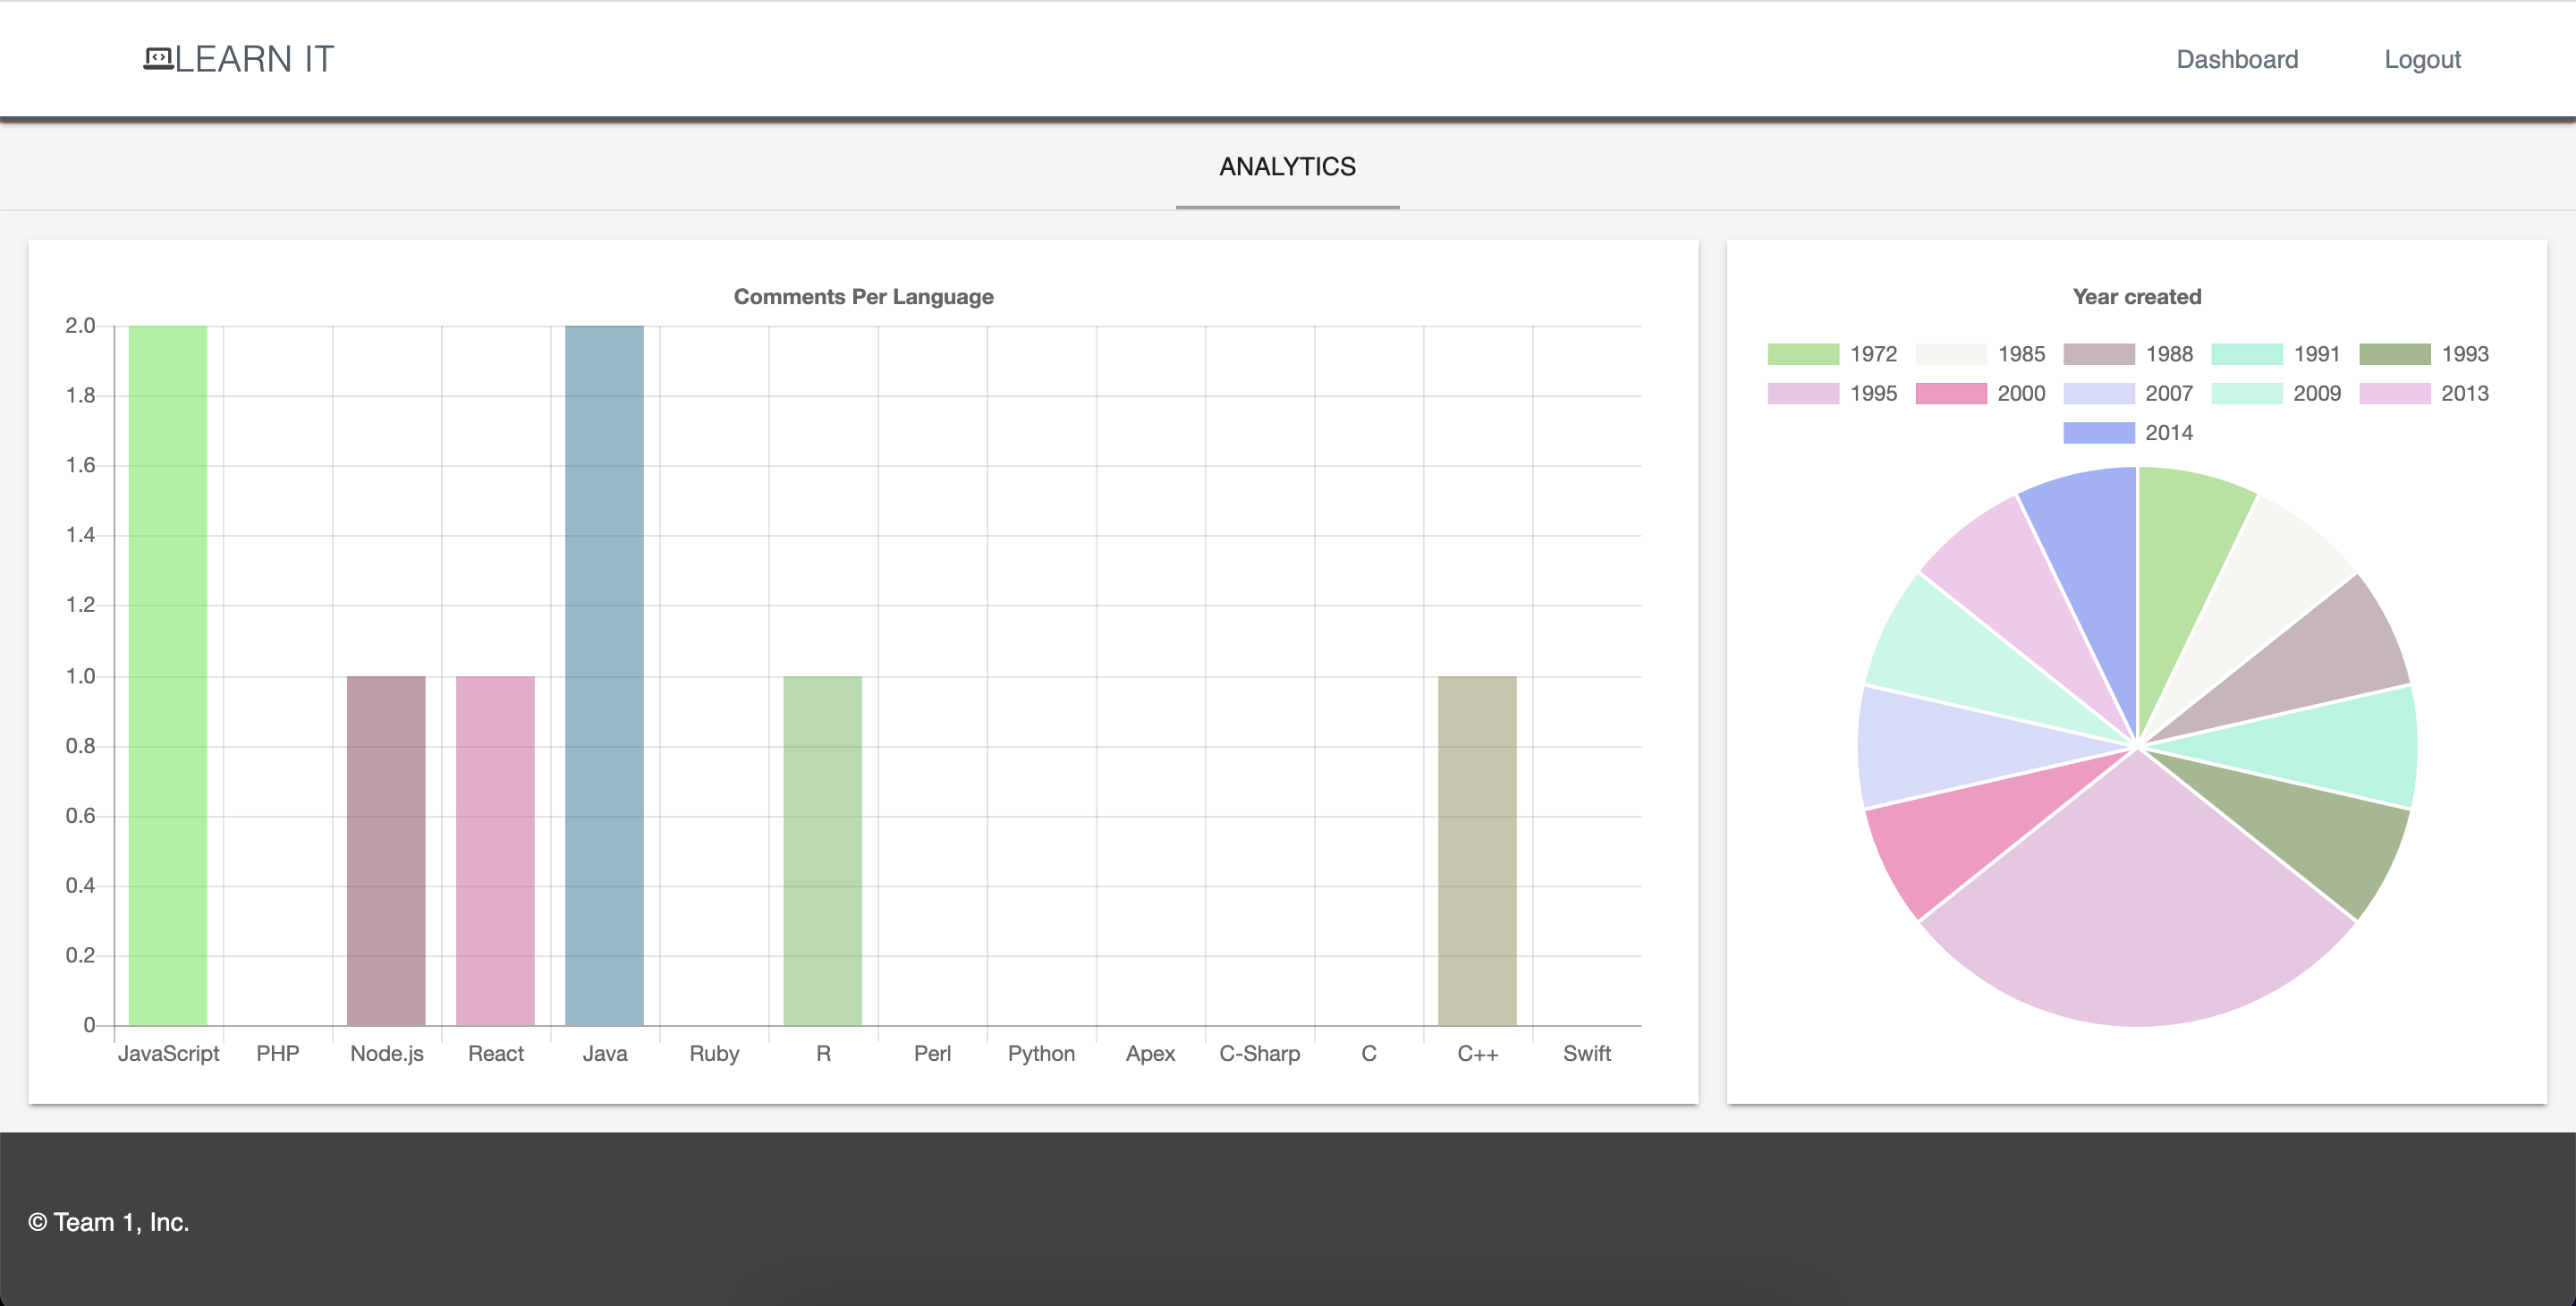 LEARN IT
Dashboard Logout
ANALYTICS
Comments Per Language
2.0
1.8
1.6
1.4
1.2
1.0
0.8
0.6
0.4
0.2
0
JavaScript PHP Node.js React Java Ruby R Perl Python Apex C-Sharp C C++ Swift
Year created
1972 1985 1988 1991 1993
1995 2000 2007 2009 2013
2014
© Team 1, Inc.